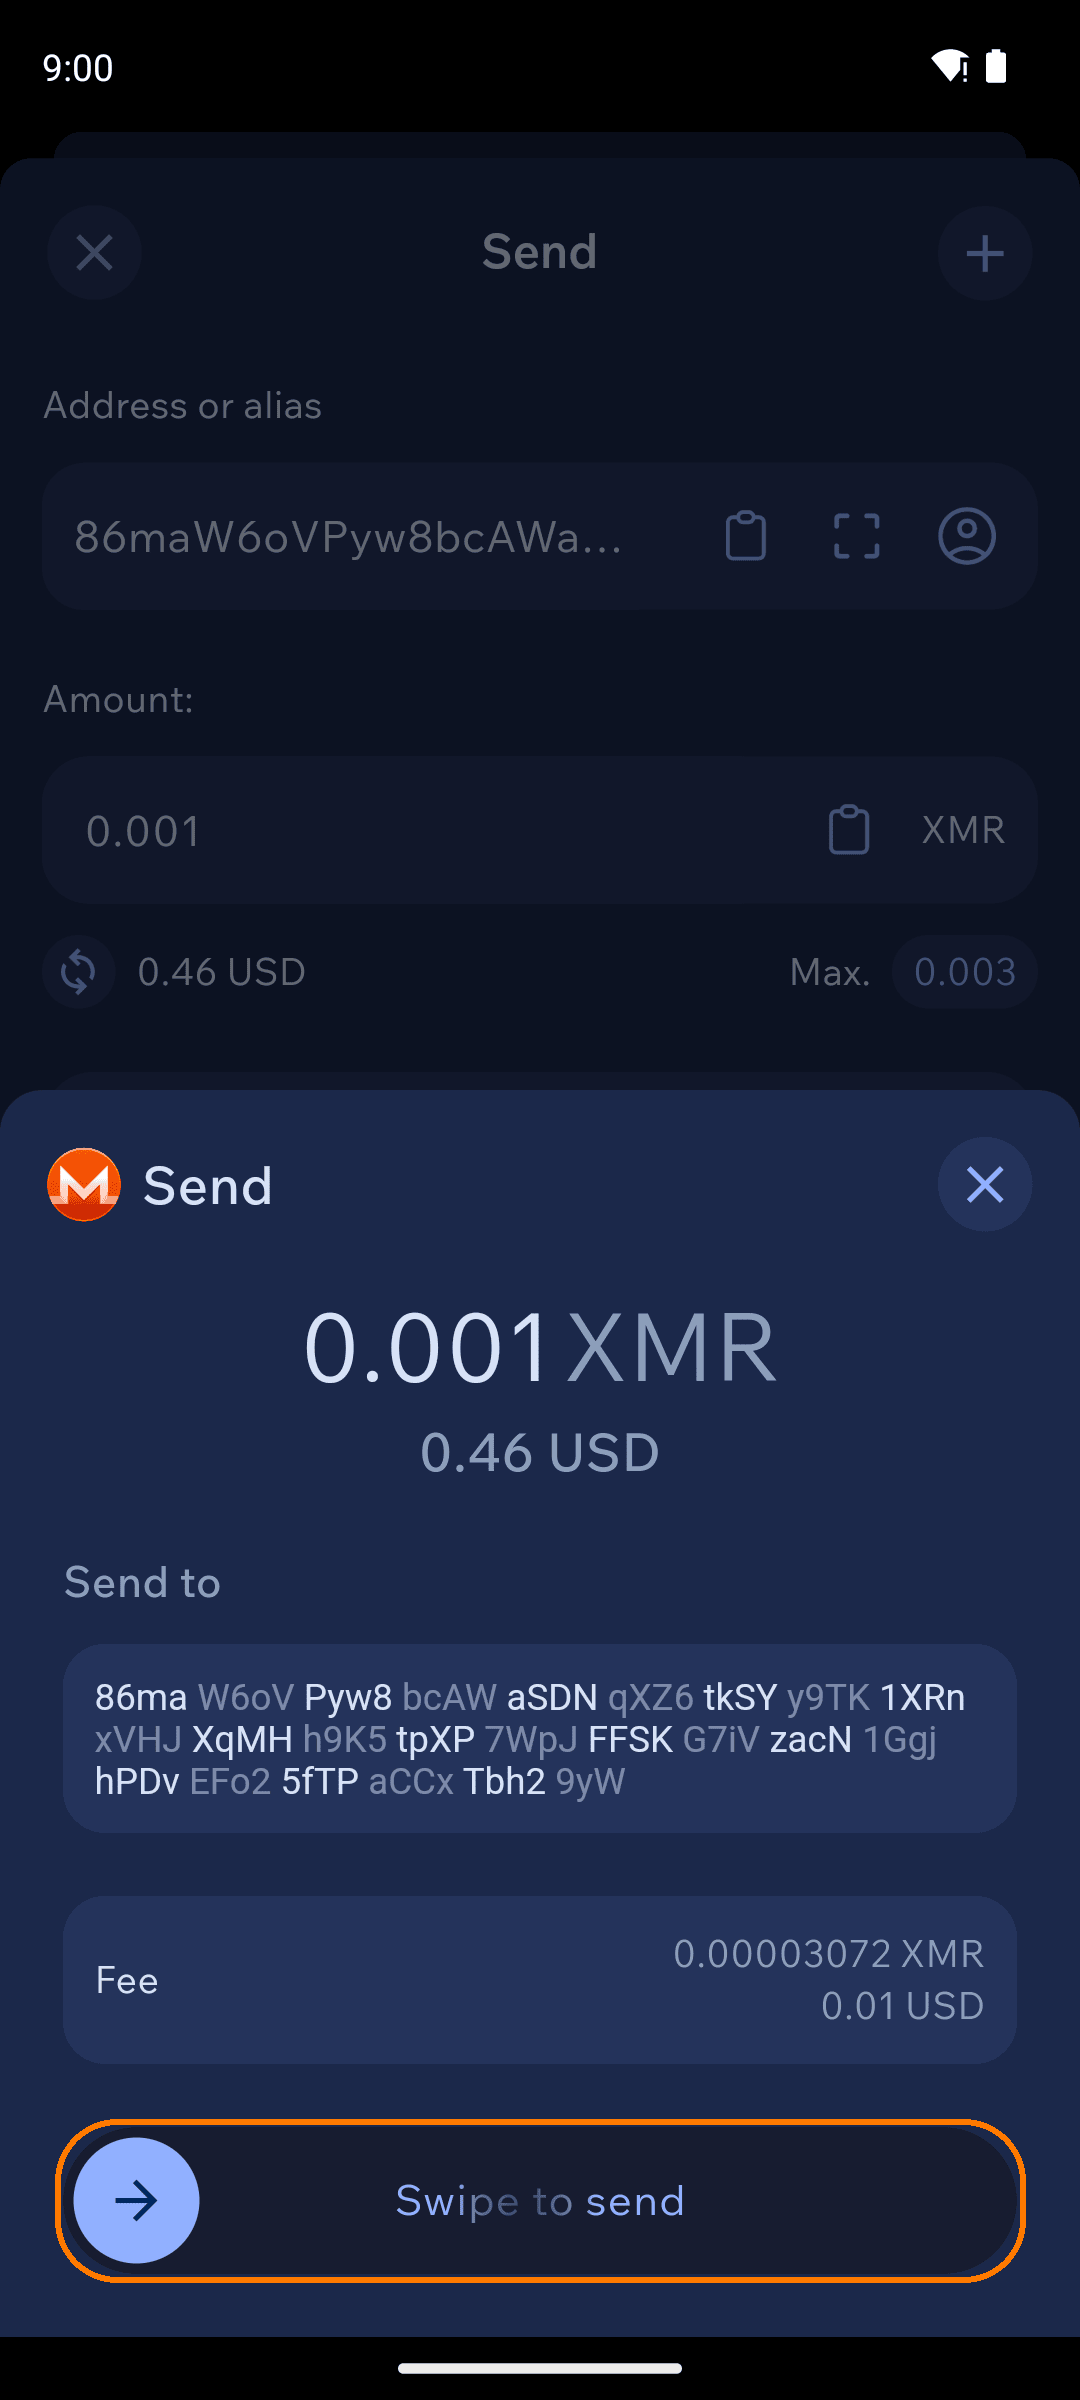 9:00
Send
Address or alias
86maW6oVPyw8bcAWa...
Amount:
0.001 XMR
0.46 USD Max. 0.003
Send
0.001 XMR
0.46 USD
Send to
86ma W6oV Pyw8 bcAW aSDN qXZ6 tkSY y9TK 1XRn
xVHJ XqMH h9K5 tpXP 7WpJ FFSK G7iV zacN 1Ggj
hPDv EFo2 5fTP aCCx Tbh2 9yW
Fee
0.00003072 XMR
0.01 USD
Swipe to send